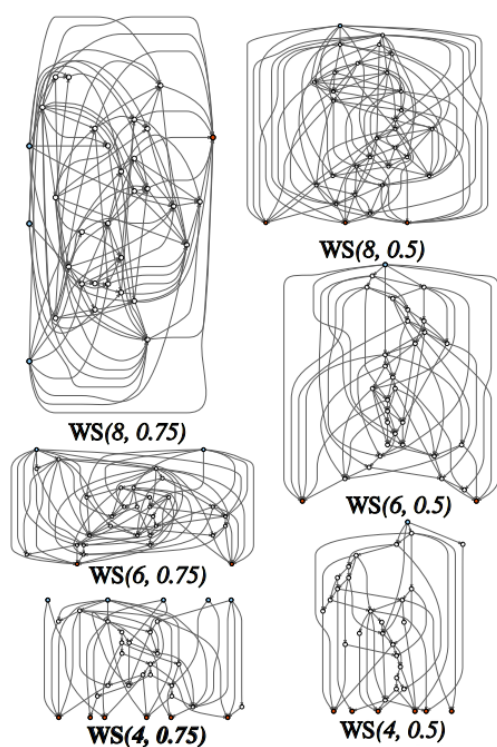 WS(8, 0.5)
WS(8, 0.75)
WS(6, 0.5)
WS(6, 0.75)
WS(4, 0.75)
WS(4, 0.5)